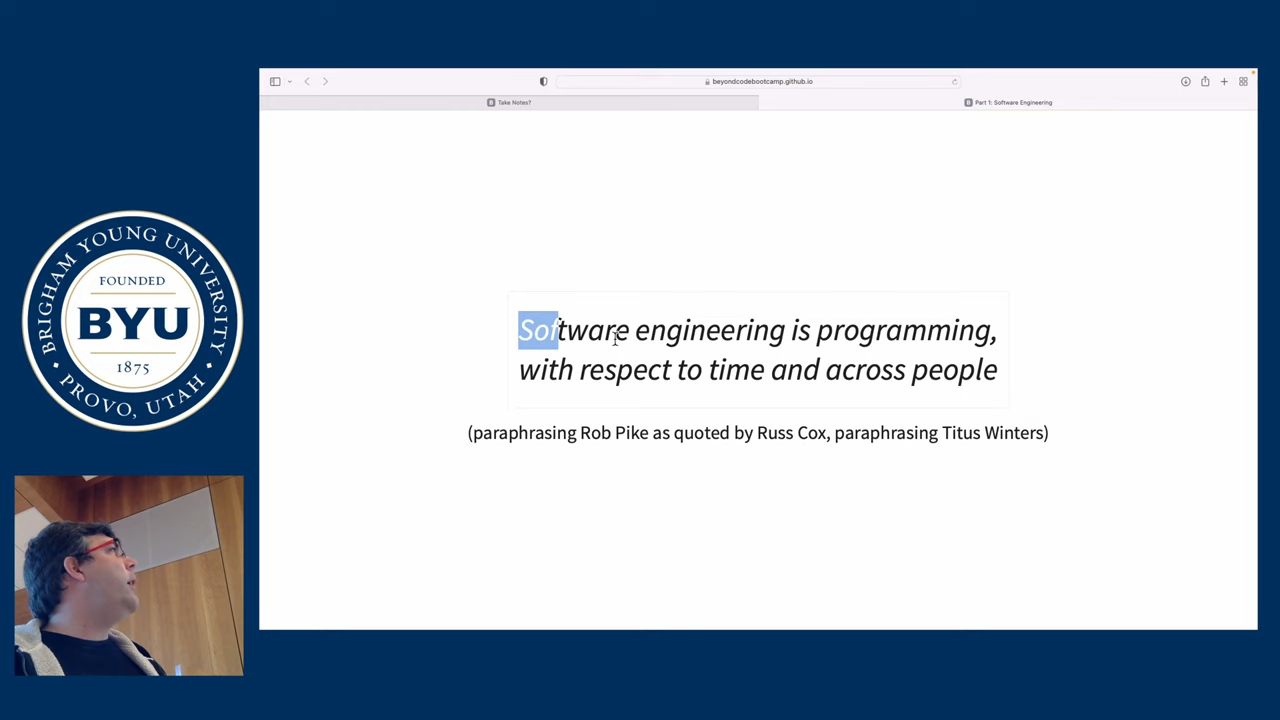 beyondcodebootcamp.github.io
Take Notes?
Part 1: Software Engineering
BRIGHAM YOUNG UNIVERSITY
FOUNDED
BYU
1875
PROVO, UTAH
Software engineering is programming,
with respect to time and across people
(paraphrasing Rob Pike as quoted by Russ Cox, paraphrasing Titus Winters)